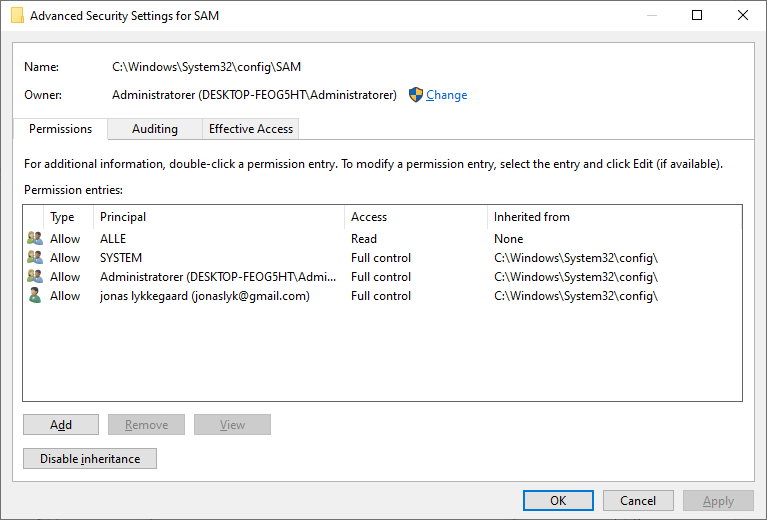 Advanced Security Settings for SAM
Name: C:\Windows\System32\config\SAM
Owner: Administratorer (DESKTOP-FEOG5HT\Administratorer) Change
Permissions Auditing Effective Access
For additional information, double-click a permission entry. To modify a permission entry, select the entry and click Edit (if available).
Permission entries:
Type Principal Access Inherited from
Allow ALLE Read None
Allow SYSTEM Full control C:\Windows\System32\config\
Allow Administratorer (DESKTOP-FEOG5HT\Admi... Full control C:\Windows\System32\config\
Allow jonas lykkegaard (jonaslyk@gmail.com) Full control C:\Windows\System32\config\
Add Remove View
Disable inheritance
OK Cancel Apply